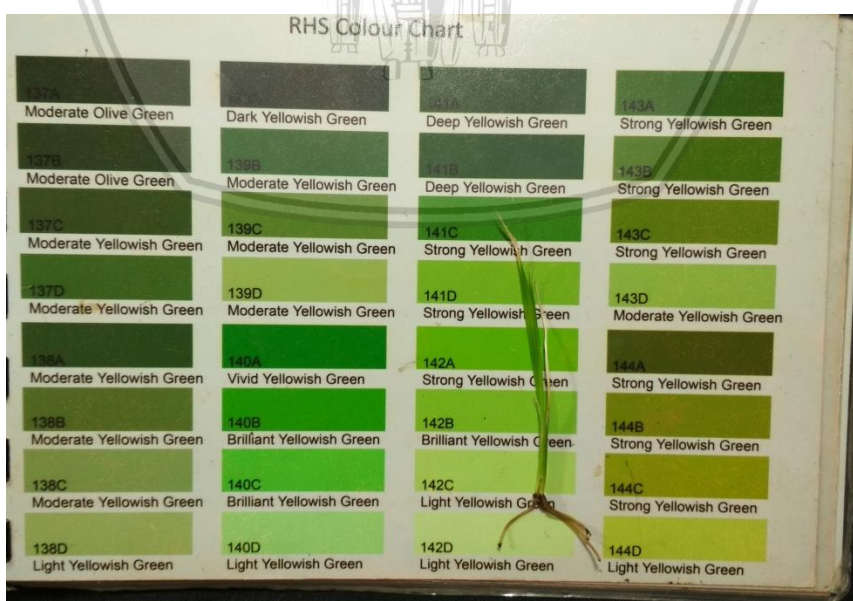 RHS Colour Chart
137A
Moderate Olive Green
137B
Moderate Olive Green
137C
Moderate Yellowish Green
137D
Moderate Yellowish Green
138A
Moderate Yellowish Green
138B
Moderate Yellowish Green
138C
Moderate Yellowish Green
138D
Light Yellowish Green
Dark Yellowish Green
139B
Moderate Yellowish Green
139C
Moderate Yellowish Green
139D
Moderate Yellowish Green
140A
Vivid Yellowish Green
140B
Brilliant Yellowish Green
140C
Brilliant Yellowish Green
140D
Light Yellowish Green
141A
Deep Yellowish Green
141B
Deep Yellowish Green
141C
Strong Yellowish Green
141D
Strong Yellowish Green
142A
Strong Yellowish Green
142B
Brilliant Yellowish Green
142C
Light Yellowish Green
142D
Light Yellowish Green
143A
Strong Yellowish Green
143B
Strong Yellowish Green
143C
Strong Yellowish Green
143D
Moderate Yellowish Green
144A
Strong Yellowish Green
144B
Strong Yellowish Green
144C
Strong Yellowish Green
144D
Light Yellowish Green